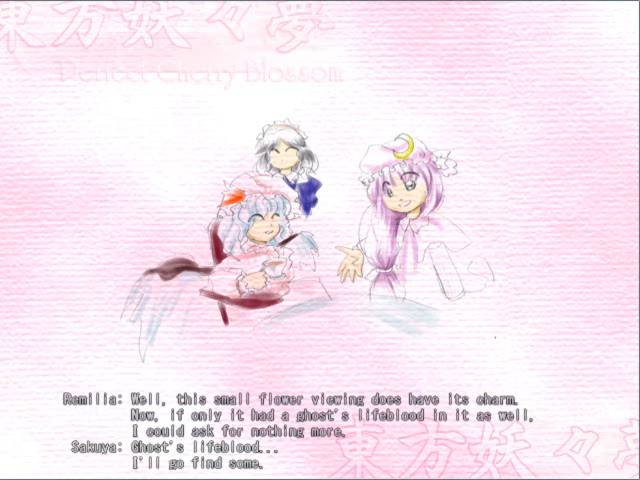 東方妖々夢
Perfect Cherry Blossom
Remilia: Well, this small flower viewing does have its charm.
Now, if only it had a ghost's lifeblood in it as well,
I could ask for nothing more.
Sakuya: Ghost's lifeblood...
I'll go find some.
東方妖々夢